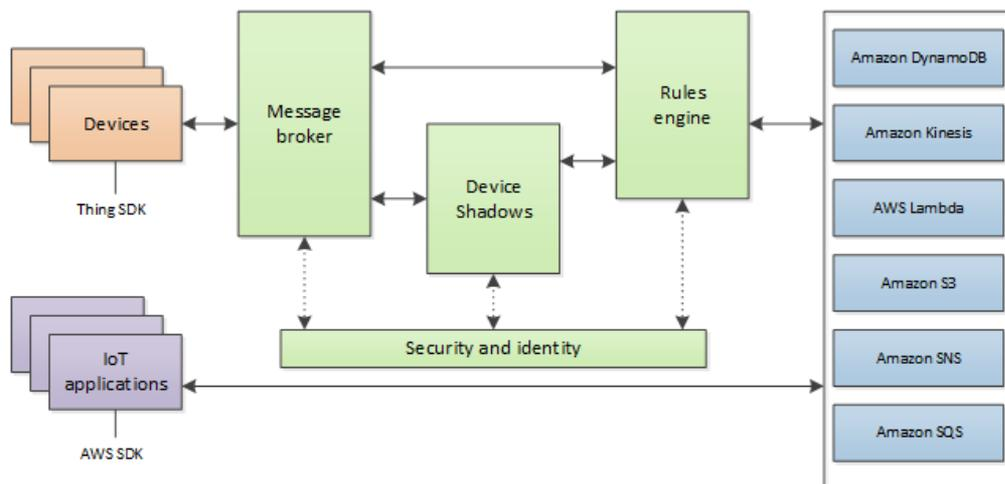 Devices
Thing SDK
Message
broker
Device
Shadows
Rules
engine
Security and identity
IoT
applications
AWS SDK
Amazon DynamoDB
Amazon Kinesis
AWS Lambda
Amazon S3
Amazon SNS
Amazon SQS